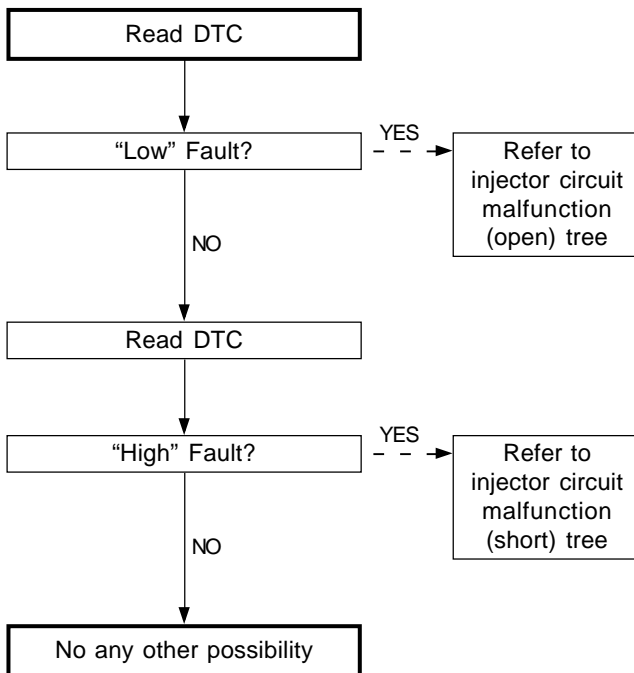 Read DTC
“Low” Fault?
YES
Refer to
injector circuit
malfunction
(open) tree
NO
Read DTC
“High” Fault?
YES
Refer to
injector circuit
malfunction
(short) tree
NO
No any other possibility